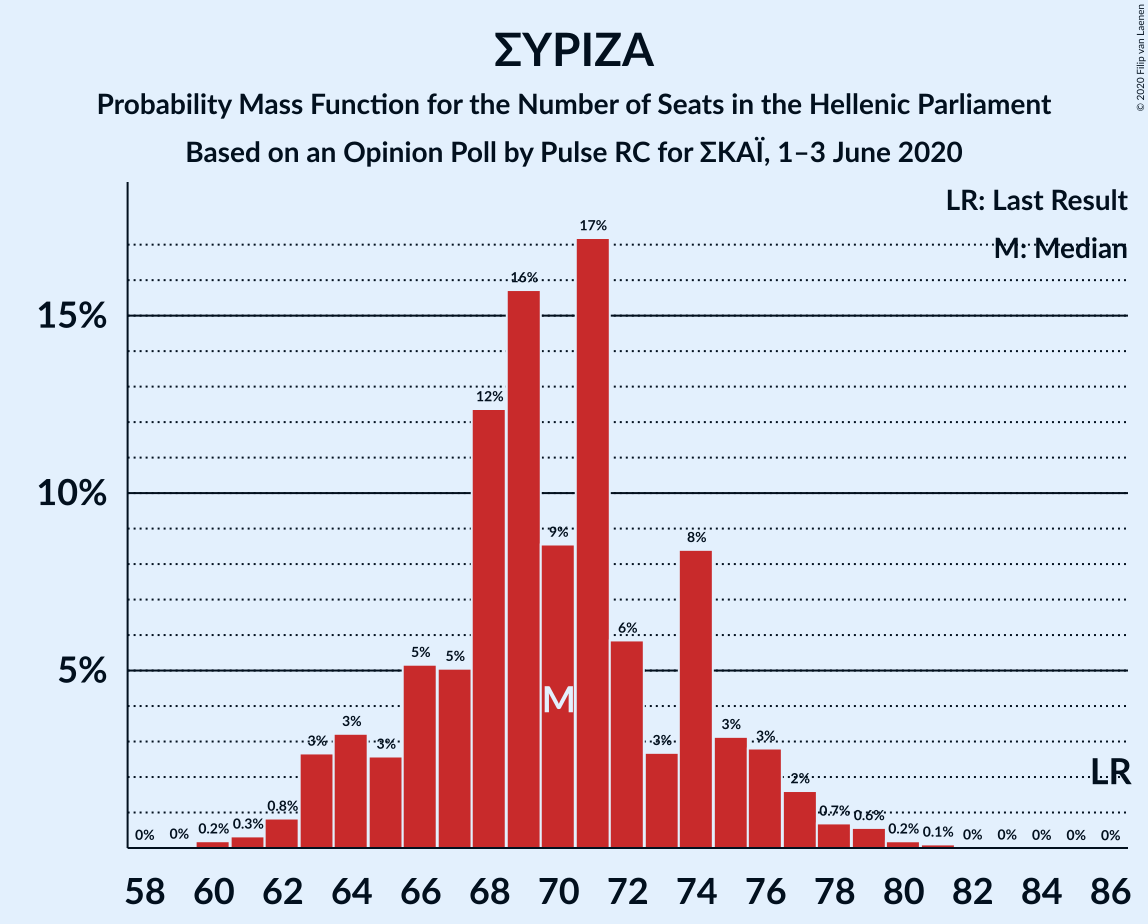 ΣΥΡΙΖΑ
Probability Mass Function for the Number of Seats in the Hellenic Parliament
Based on an Opinion Poll by Pulse RC for ΣΚΑΪ, 1–3 June 2020
© 2020 Filip van Laenen
LR: Last Result
M: Median
15%
10%
5%
0% 0% 0.2% 0.3% 0.8% 3% 3% 3% 5% 5% 12% 16% 9% 17% 6% 3% 8% 3% 3% 2% 0.7% 0.6% 0.2% 0.1% 0% 0% 0% 0% 0%
M
LR
58 60 62 64 66 68 70 72 74 76 78 80 82 84 86